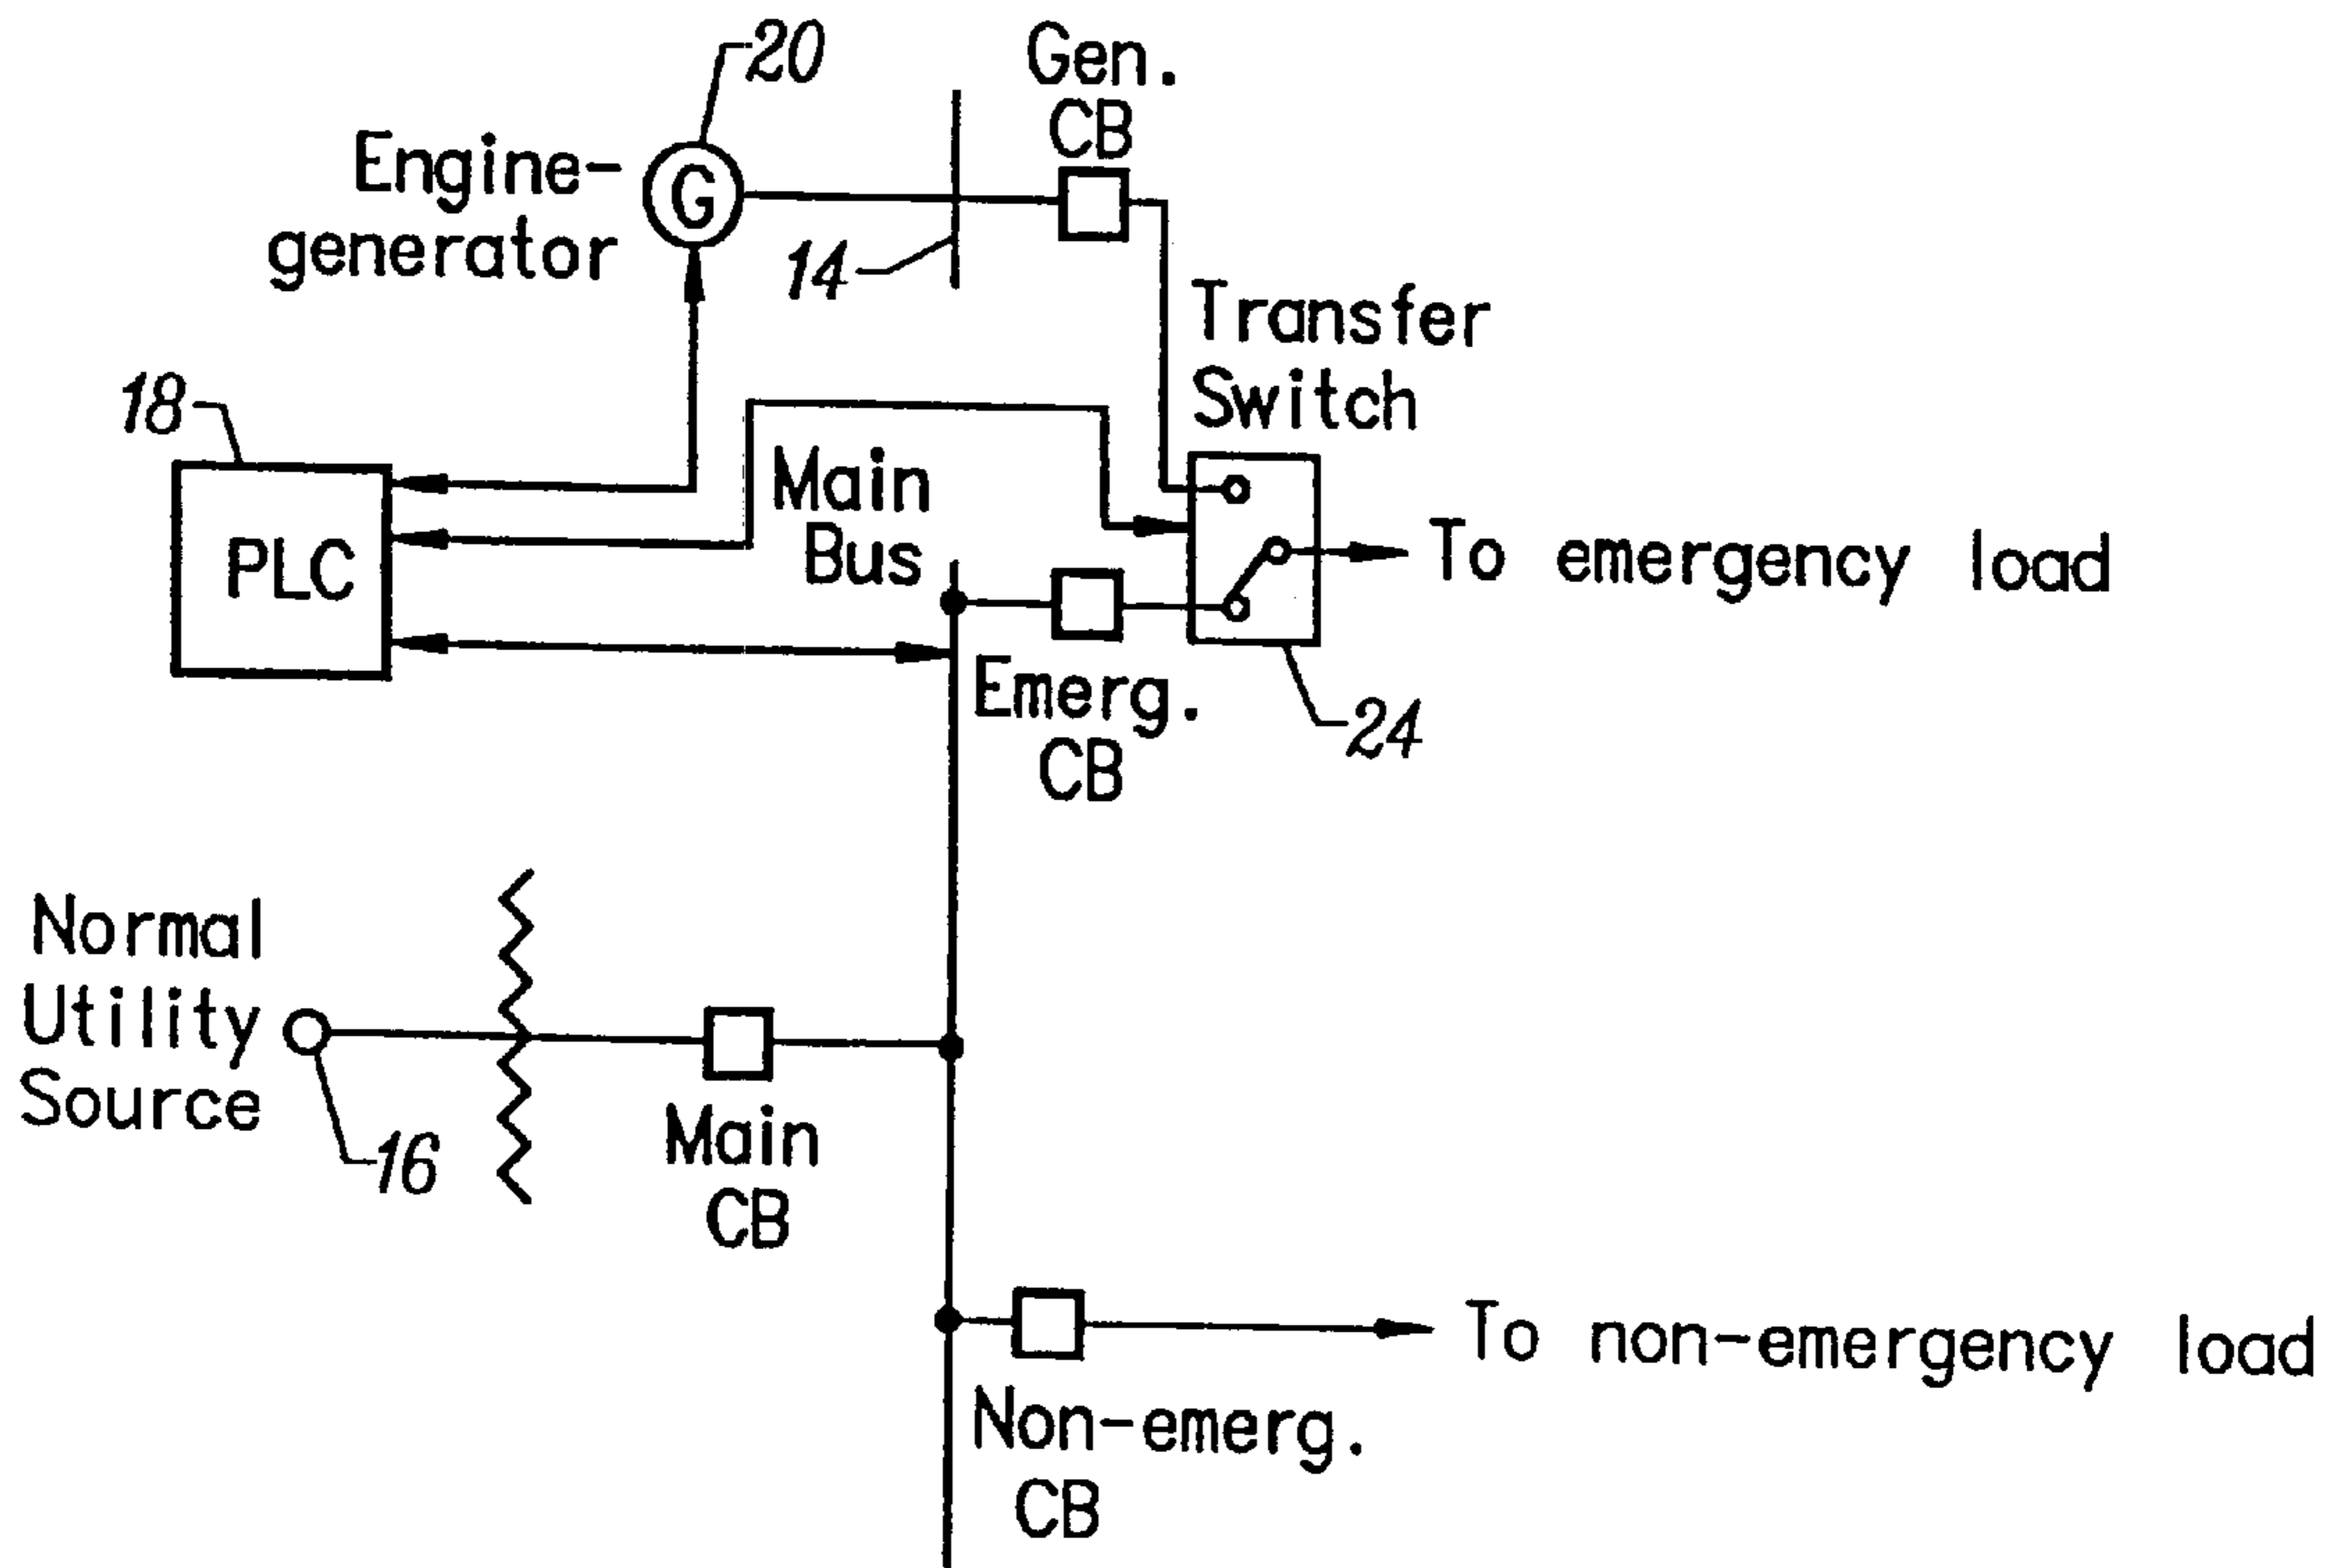 20
Gen.
CB
Engine-
generator
G
14
Transfer
Switch
18
Main
Bus
PLC
To emergency load
Emerg.
CB
24
Normal
Utility
Source
16
Main
CB
To non-emergency load
Non-emerg.
CB